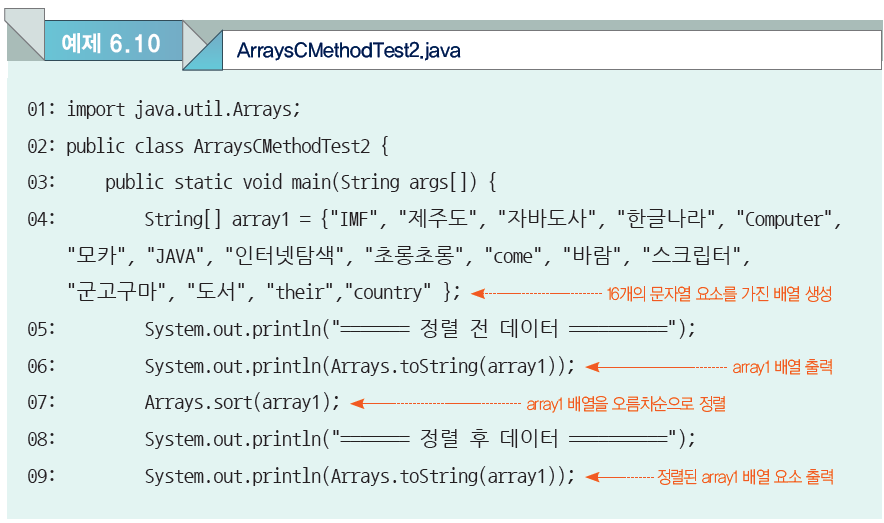 예제 6.10
ArraysCMethodTest2.java
01: import java.util.Arrays;
02: public class ArraysCMethodTest2 {
03: public static void main(String args[]) {
04: String[] array1 = {"IMF", "제주도", "자바도사", "한글나라", "Computer",
"모카", "JAVA", "인터넷탐색", "초롱초롱", "come", "바람", "스크립터",
"군고구마", "도서", "their","country" }; 16개의 문자열 요소를 가진 배열 생성
05: System.out.println("======= 정렬 전 데이터 ==========");
06: System.out.println(Arrays.toString(array1)); array1 배열 출력
07: Arrays.sort(array1); array1 배열을 오름차순으로 정렬
08: System.out.println("======= 정렬 후 데이터 ==========");
09: System.out.println(Arrays.toString(array1)); 정렬된 array1 배열 요소 출력